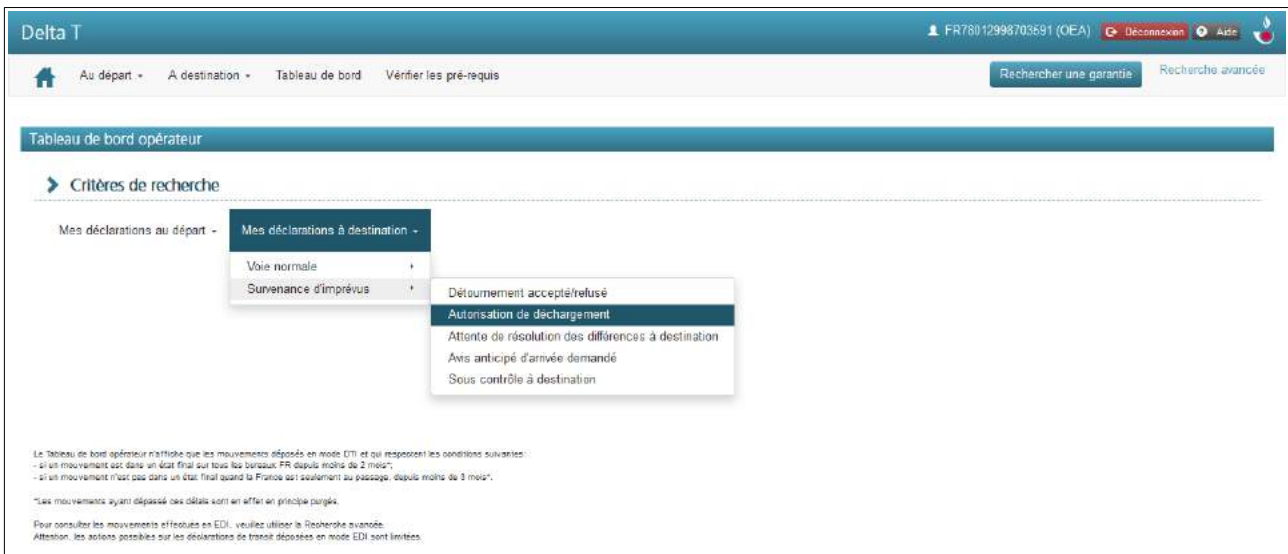 Delta T
FR78012998703591 (OEA) Déconnexion Aide
Au départ A destination Tableau de bord Vérifier les pré-requis Rechercher une garantie Recherche avancée
Tableau de bord opérateur
Critères de recherche
Mes déclarations au départ Mes déclarations à destination
Voie normale
Survenance d'imprévus
Détournement accepté/refusé
Autorisation de déchargement
Attente de résolution des différences à destination
Avis anticipé d'arrivée demandé
Sous contrôle à destination
Le Tableau de bord opérateur n'affiche que les mouvements déposés en mode DTI et qui respectent les conditions suivantes :
- si un mouvement est dans un état final sur tous les bureaux FR depuis moins de 2 mois*;
- si un mouvement n'est pas dans un état final quand la France est seulement au passage, depuis moins de 3 mois*.
*Les mouvements ayant dépassé ces délais sont en effet en principe purgés.
Pour consulter les mouvements effectués en EDI, veuillez utiliser la Recherche avancée.
Attention, les actions possibles sur les déclarations de transit déposées en mode EDI sont limitées.